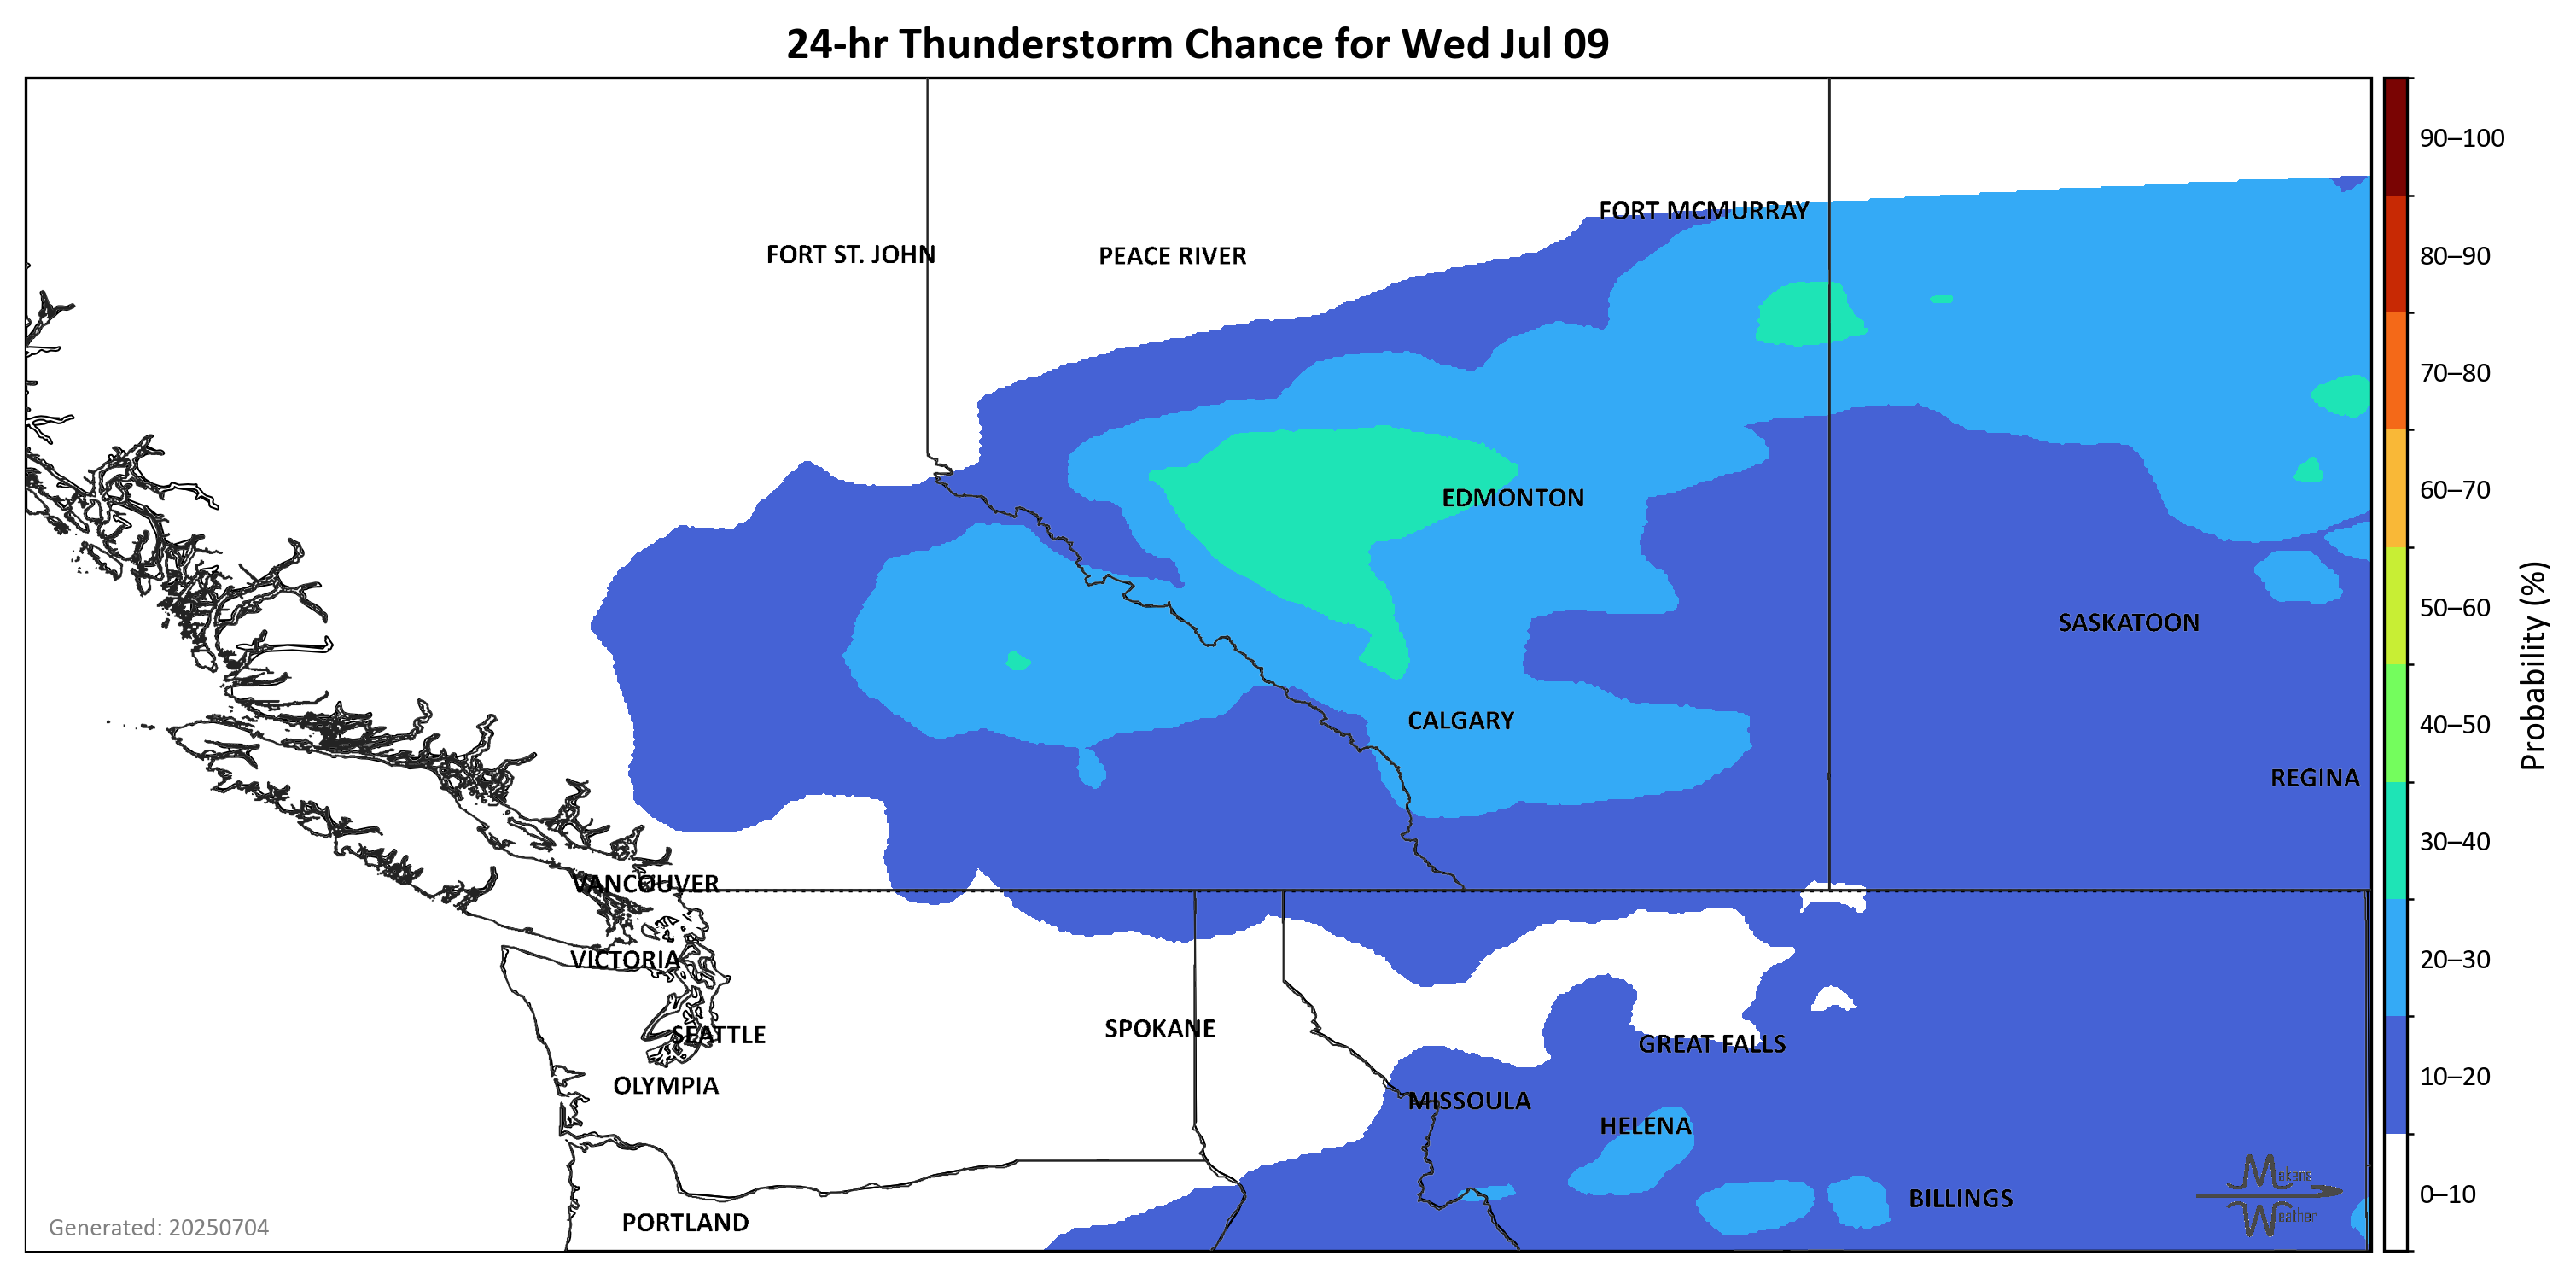 24-hr Thunderstorm Chance for Wed Jul 09
FORT MCMURRAY
FORT ST. JOHN
PEACE RIVER
EDMONTON
SASKATOON
CALGARY
REGINA
VANCOUVER
VICTORIA
SPOKANE
SEATTLE
GREAT FALLS
OLYMPIA
MISSOULA
HELENA
BILLINGS
PORTLAND
Generated: 20250704
Mekens
Weather
90–100
80–90
70–80
60–70
50–60
40–50
30–40
20–30
10–20
0–10
Probability (%)